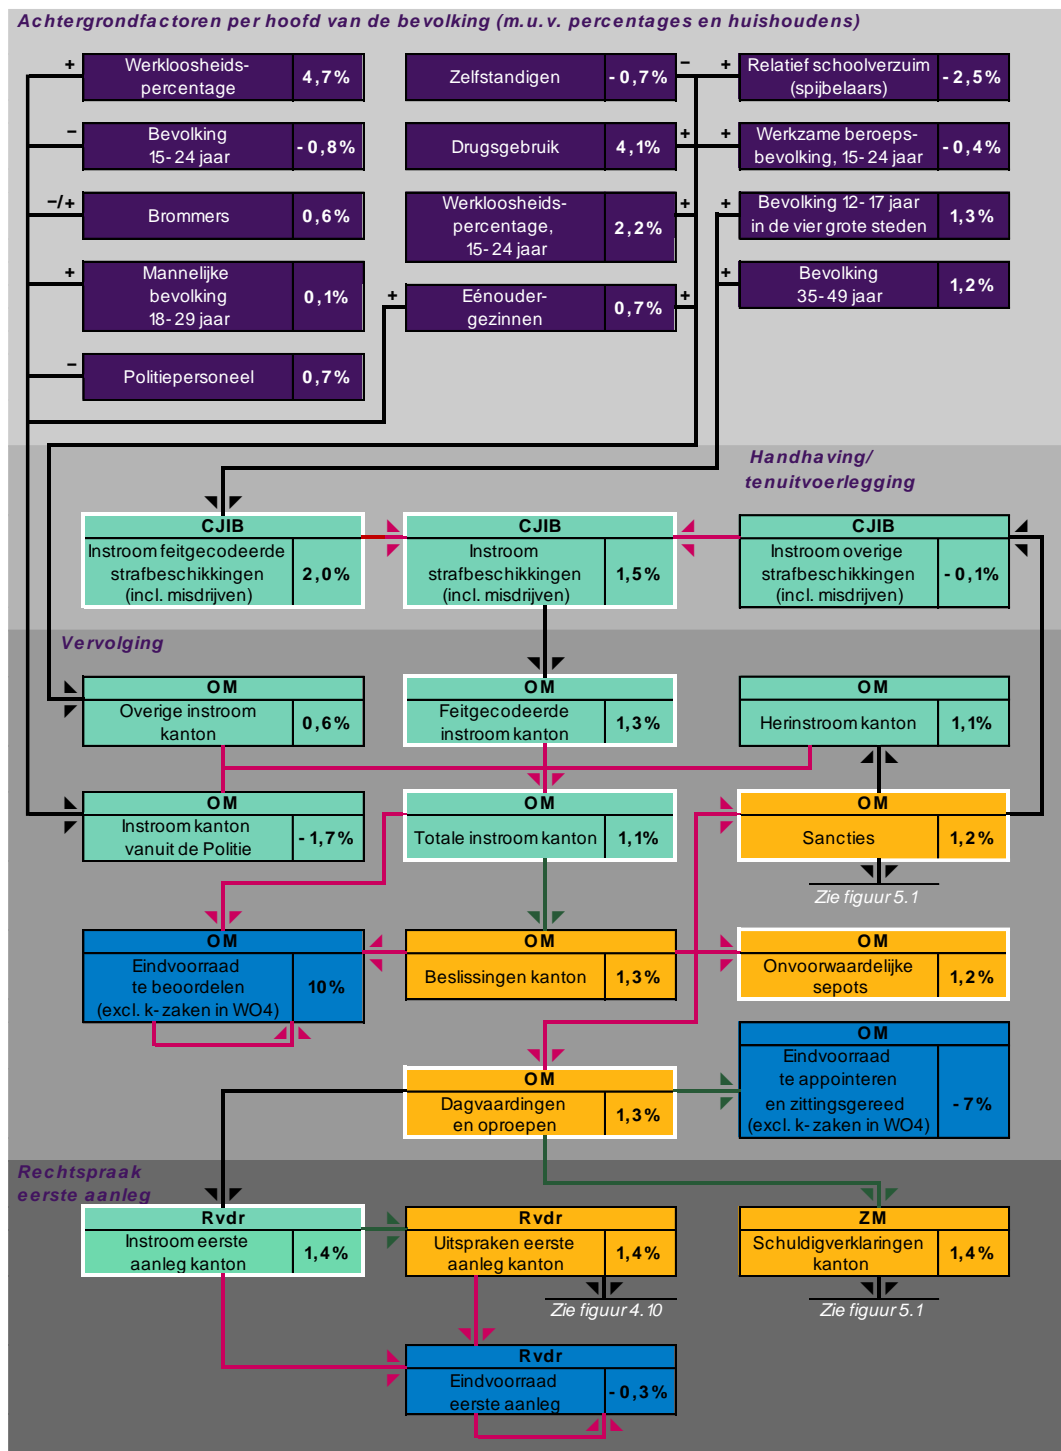 Achtergrondfactoren per hoofd van de bevolking (m.u.v. percentages en huishoudens)
+
Werkloosheids-
percentage
4,7%
Zelfstandigen
-0,7%
−
+
Relatief schoolverzuim
(spijbelaars)
-2,5%
−
Bevolking
15-24 jaar
-0,8%
Drugsgebruik
4,1%
+
+
Werkzame beroeps-
bevolking, 15-24 jaar
-0,4%
−/+
Brommers
0,6%
Werkloosheids-
percentage,
15-24 jaar
2,2%
+
+
Bevolking 12-17 jaar
in de vier grote steden
1,3%
+
Mannelijke
bevolking
18-29 jaar
0,1%
+
Eénouder-
gezinnen
0,7%
+
+
Bevolking
35-49 jaar
1,2%
−
Politiepersoneel
0,7%
Handhaving/
tenuitvoerlegging
CJIB
Instroom feitgecodeerde
strafbeschikkingen
(incl. misdrijven)
2,0%
CJIB
Instroom
strafbeschikkingen
(incl. misdrijven)
1,5%
CJIB
Instroom overige
strafbeschikkingen
(incl. misdrijven)
-0,1%
Vervolging
OM
Overige instroom
kanton
0,6%
OM
Feitgecodeerde
instroom kanton
1,3%
OM
Herinstroom kanton
1,1%
OM
Instroom kanton
vanuit de Politie
-1,7%
OM
Totale instroom kanton
1,1%
OM
Sancties
1,2%
Zie figuur 5.1
OM
Eindvoorraad
te beoordelen
(excl. k-zaken in WO4)
10%
OM
Beslissingen kanton
1,3%
OM
Onvoorwaardelijke
sepots
1,2%
OM
Dagvaardingen
en oproepen
1,3%
OM
Eindvoorraad
te appointeren
en zittingsgereed
(excl. k-zaken in WO4)
-7%
Rechtspraak
eerste aanleg
Rvdr
Instroom eerste
aanleg kanton
1,4%
Rvdr
Uitspraken eerste
aanleg kanton
1,4%
Zie figuur 4.10
ZM
Schuldigverklaringen
kanton
1,4%
Zie figuur 5.1
Rvdr
Eindvoorraad
eerste aanleg
-0,3%